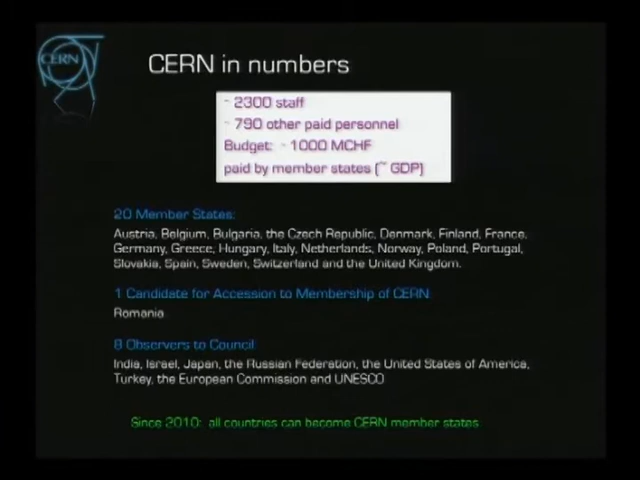 CERN
CERN in numbers
~ 2300 staff
~ 790 other paid personnel
Budget: ~ 1000 MCHF
paid by member states (~ GDP)
20 Member States:
Austria, Belgium, Bulgaria, the Czech Republic, Denmark, Finland, France,
Germany, Greece, Hungary, Italy, Netherlands, Norway, Poland, Portugal,
Slovakia, Spain, Sweden, Switzerland and the United Kingdom.
1 Candidate for Accession to Membership of CERN:
Romania
8 Observers to Council:
India, Israel, Japan, the Russian Federation, the United States of America,
Turkey, the European Commission and UNESCO
Since 2010: all countries can become CERN member states